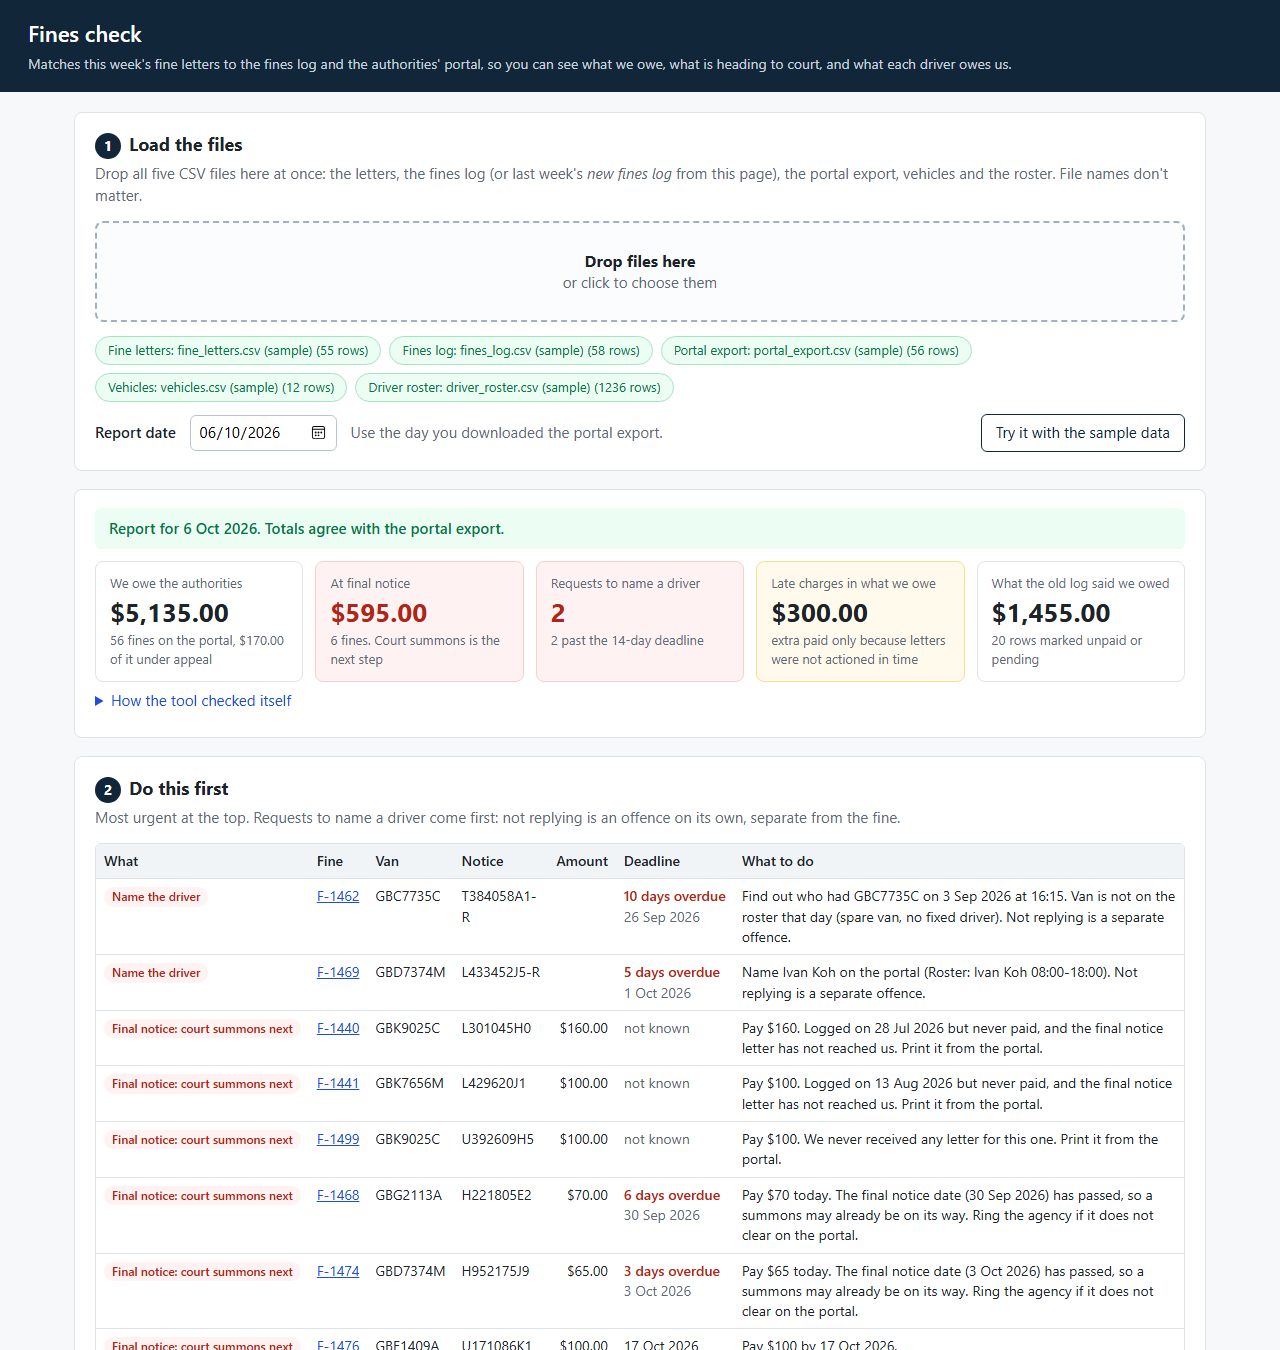 Fines check
Matches this week's fine letters to the fines log and the authorities' portal, so you can see what we owe, what is heading to court, and what each driver owes us.
1 Load the files
Drop all five CSV files here at once: the letters, the fines log (or last week's new fines log from this page), the portal export, vehicles and the roster. File names don't
matter.
Drop files here
or click to choose them
Fine letters: fine_letters.csv (sample) (55 rows) Fines log: fines_log.csv (sample) (58 rows) Portal export: portal_export.csv (sample) (56 rows)
Vehicles: vehicles.csv (sample) (12 rows) Driver roster: driver_roster.csv (sample) (1236 rows)
Report date 06/10/2026 Use the day you downloaded the portal export. Try it with the sample data
Report for 6 Oct 2026. Totals agree with the portal export.
We owe the authorities
$5,135.00
56 fines on the portal, $170.00
of it under appeal
At final notice
$595.00
6 fines. Court summons is the
next step
Requests to name a driver
2
2 past the 14-day deadline
Late charges in what we owe
$300.00
extra paid only because letters
were not actioned in time
What the old log said we owed
$1,455.00
20 rows marked unpaid or
pending
How the tool checked itself
2 Do this first
Most urgent at the top. Requests to name a driver come first: not replying is an offence on its own, separate from the fine.
What Fine Van Notice Amount Deadline What to do
Name the driver F-1462 GBC7735C T384058A1- 10 days overdue Find out who had GBC7735C on 3 Sep 2026 at 16:15. Van is not on the
R 26 Sep 2026 roster that day (spare van, no fixed driver). Not replying is a separate
offence.
Name the driver F-1469 GBD7374M L433452J5-R 5 days overdue Name Ivan Koh on the portal (Roster: Ivan Koh 08:00-18:00). Not
1 Oct 2026 replying is a separate offence.
Final notice: court summons next F-1440 GBK9025C L301045H0 $160.00 not known Pay $160. Logged on 28 Jul 2026 but never paid, and the final notice
letter has not reached us. Print it from the portal.
Final notice: court summons next F-1441 GBK7656M L429620J1 $100.00 not known Pay $100. Logged on 13 Aug 2026 but never paid, and the final notice
letter has not reached us. Print it from the portal.
Final notice: court summons next F-1499 GBK9025C U392609H5 $100.00 not known Pay $100. We never received any letter for this one. Print it from the
portal.
Final notice: court summons next F-1468 GBG2113A H221805E2 $70.00 6 days overdue Pay $70 today. The final notice date (30 Sep 2026) has passed, so a
30 Sep 2026 summons may already be on its way. Ring the agency if it does not
clear on the portal.
Final notice: court summons next F-1474 GBD7374M H952175J9 $65.00 3 days overdue Pay $65 today. The final notice date (3 Oct 2026) has passed, so a
3 Oct 2026 summons may already be on its way. Ring the agency if it does not
clear on the portal.
Final notice: court summons next F-1476 GBF1409A U171086K1 $100.00 17 Oct 2026 Pay $100 by 17 Oct 2026.